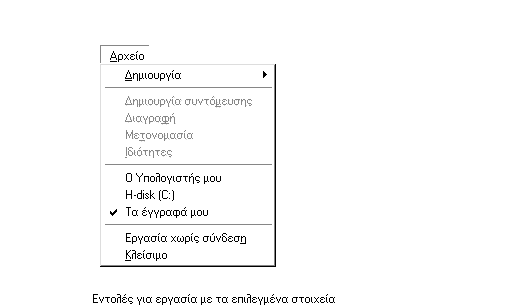 Αρχείο
Δημιουργία
Δημιουργία συντόμευσης
Διαγραφή
Μετονομασία
Ιδιότητες
Ο Υπολογιστής μου
H-disk (C:)
Τα έγγραφά μου
Εργασία χωρίς σύνδεση
Κλείσιμο
Εντολές για εργασία με τα επιλεγμένα στοιχεία